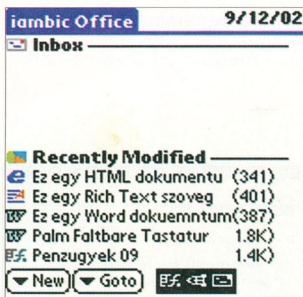 iambic Office 9/12/02
Inbox
Recently Modified
Ez egy HTML dokumentu (341)
Ez egy Rich Text szoveg (401)
Ez egy Word dokuemntum(387)
Palm Faltbare Tastatur 1.8K)
Penzugyek 09 1.4K)
New Goto